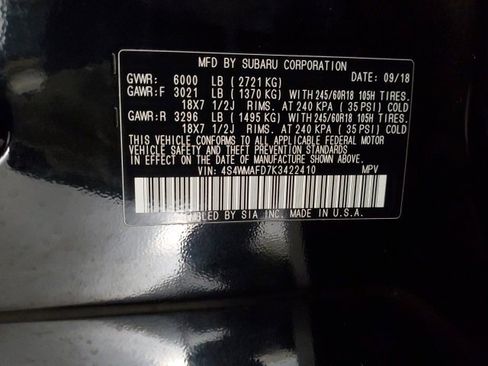 MFD BY SUBARU CORPORATION
GVWR: 6000 LB ( 2721 KG) DATE: 09/18
GAWR:F 3021 LB ( 1370 KG) WITH 245/60R18 105H TIRES.
18X7 1/2J RIMS. AT 240 KPA ( 35 PSI) COLD
GAWR:R 3296 LB ( 1495 KG) WITH 245/60R18 105H TIRES.
18X7 1/2J RIMS. AT 240 KPA ( 35 PSI) COLD
THIS VEHICLE CONFORMS TO ALL APPLICABLE FEDERAL MOTOR
VEHICLE SAFETY AND THEFT PREVENTION STANDARDS
IN EFFECT ON THE DATE OF MANUFACTURE SHOWN ABOVE.
VIN: 4S4WMAFD7K3422410 MPV
BLED BY SIA INC. MADE IN U.S.A.